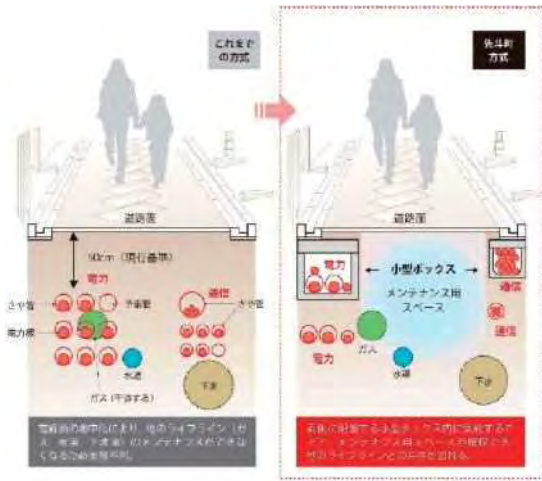 これまで
の方式
先斗町
方式
道路面
50cm（現行基準）
電力
さや管
予備管
通信
さや管
電力線
水道
ガス（干渉する）
下水
道路面
電力
小型ボックス
メンテナンス用
スペース
通信
通信
電力
ガス
水道
下水